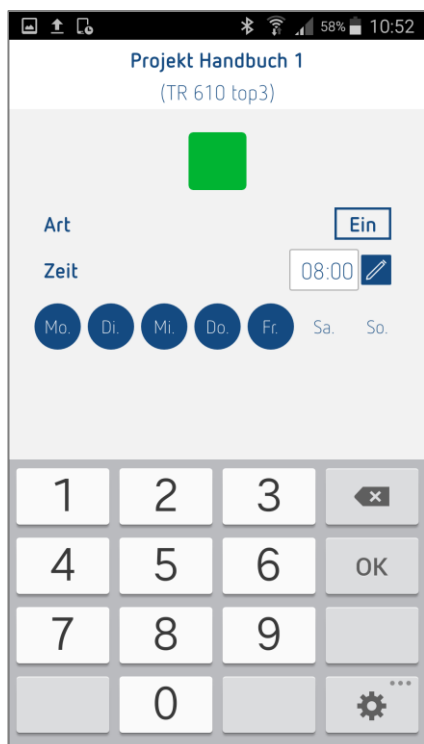 58% 10:52
Projekt Handbuch 1
(TR 610 top3)
Art Ein
Zeit 08:00
Mo. Di. Mi. Do. Fr. Sa. So.
1 2 3
4 5 6 OK
7 8 9
0